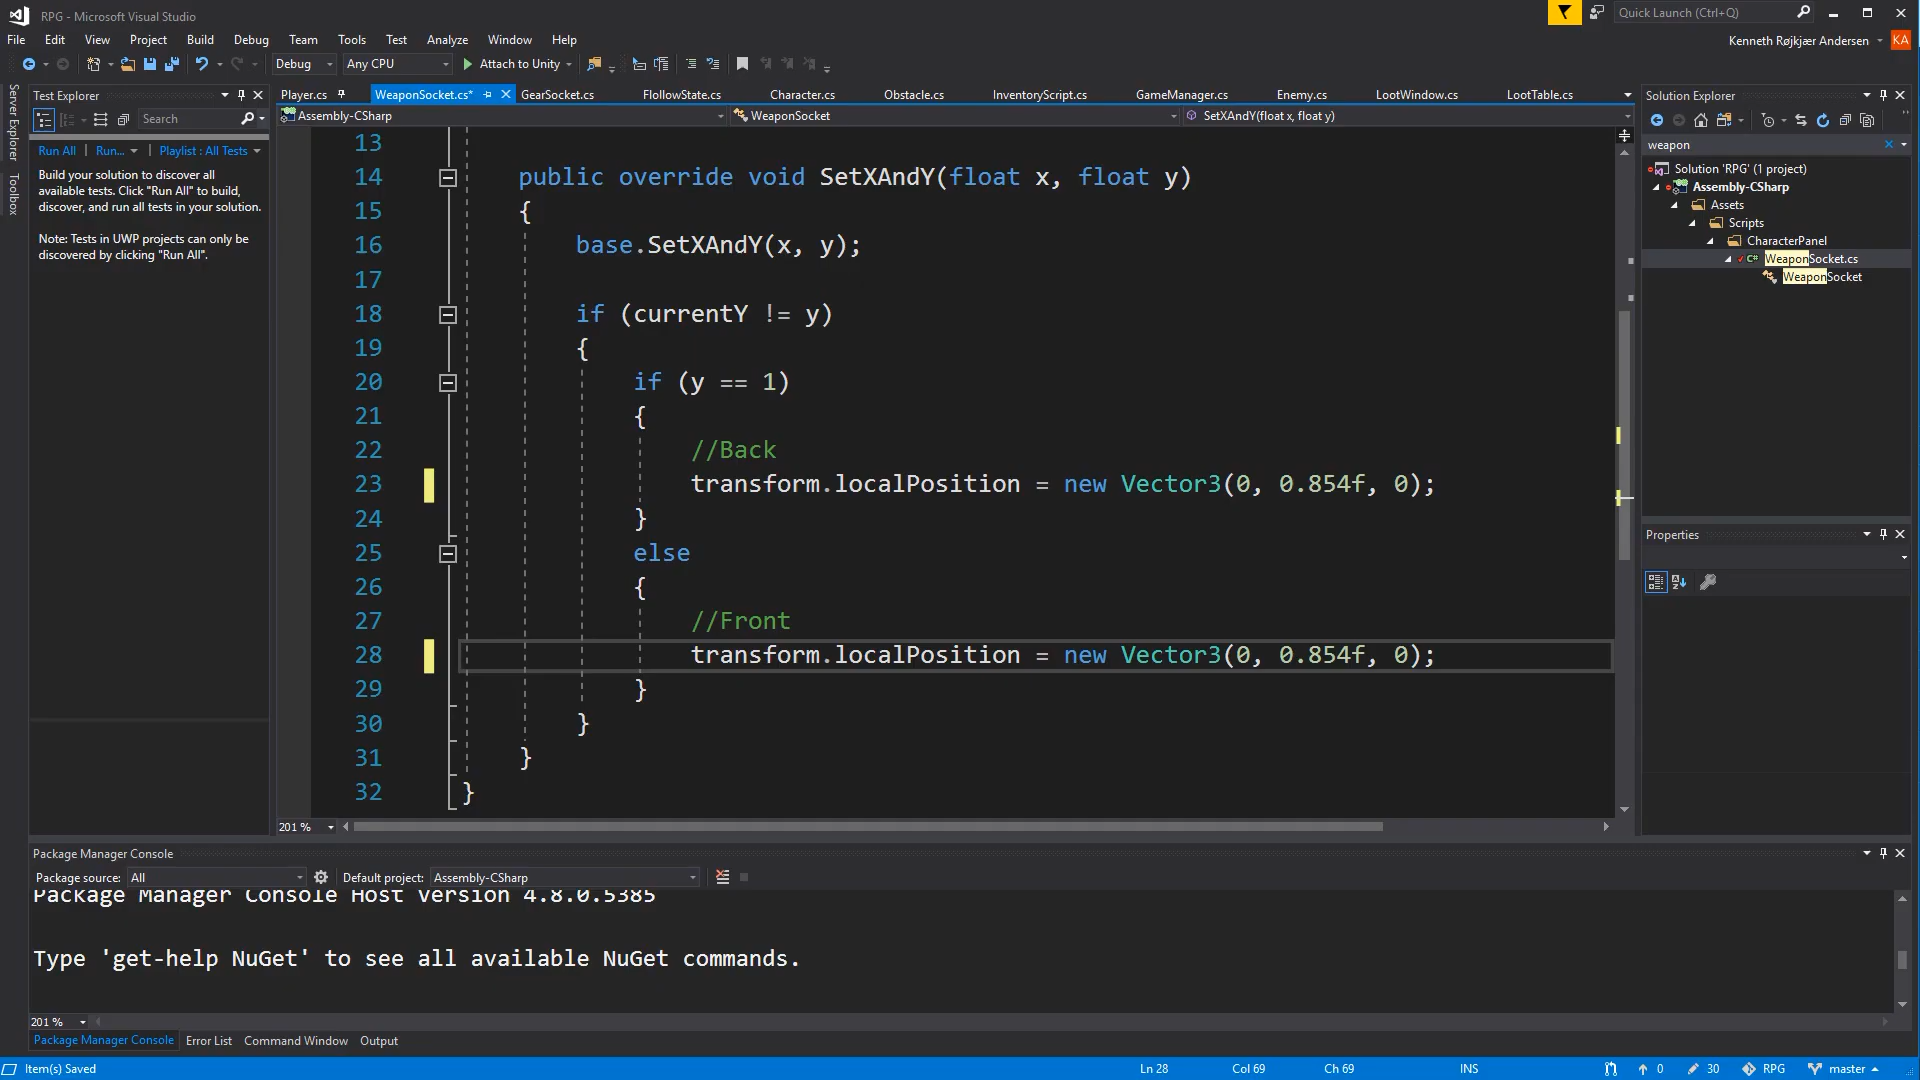 RPG - Microsoft Visual Studio
Quick Launch (Ctrl+Q)
File Edit View Project Build Debug Team Tools Test Analyze Window Help
Kenneth Røjkjær Andersen KA
Debug Any CPU Attach to Unity
Server Explorer
Toolbox
Test Explorer
Search
Run All | Run... | Playlist : All Tests
Build your solution to discover all
available tests. Click "Run All" to build,
discover, and run all tests in your solution.
Note: Tests in UWP projects can only be
discovered by clicking "Run All".
Player.cs WeaponSocket.cs* GearSocket.cs FlollowState.cs Character.cs Obstacle.cs InventoryScript.cs GameManager.cs Enemy.cs LootWindow.cs LootTable.cs
Assembly-CSharp WeaponSocket SetXAndY(float x, float y)
13
14 public override void SetXAndY(float x, float y)
15 {
16 base.SetXAndY(x, y);
17
18 if (currentY != y)
19 {
20 if (y == 1)
21 {
22 //Back
23 transform.localPosition = new Vector3(0, 0.854f, 0);
24 }
25 else
26 {
27 //Front
28 transform.localPosition = new Vector3(0, 0.854f, 0);
29 }
30 }
31 }
32 }
201 %
Solution Explorer
weapon
Solution 'RPG' (1 project)
Assembly-CSharp
Assets
Scripts
CharacterPanel
C# WeaponSocket.cs
WeaponSocket
Properties
Package Manager Console
Package source: All Default project: Assembly-CSharp
Package Manager Console Host Version 4.8.0.5385
Type 'get-help NuGet' to see all available NuGet commands.
201 %
Package Manager Console Error List Command Window Output
Item(s) Saved Ln 28 Col 69 Ch 69 INS 0 30 RPG master